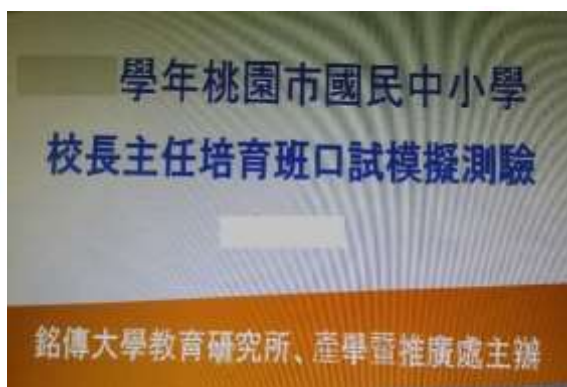 學年桃園市國民中小學
校長主任培育班口試模擬測驗
銘傳大學教育研究所、產學暨推廣處主辦